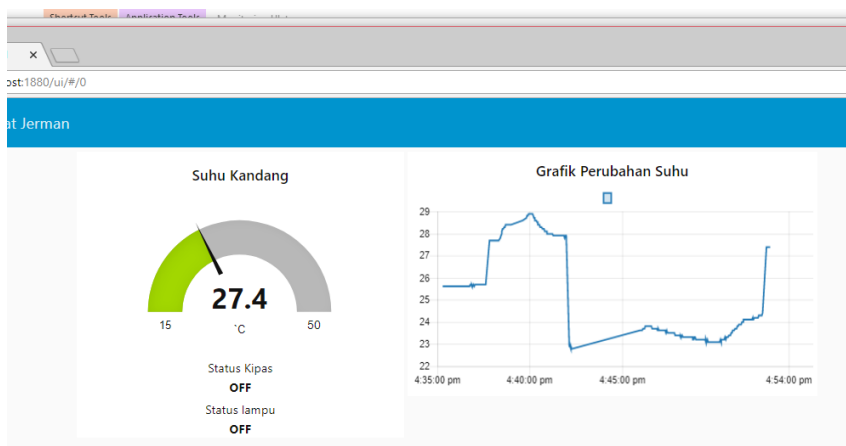 Shortcut Tools Application Tools
ost:1880/ui/#/0
at Jerman
Suhu Kandang
27.4
15 `C 50
Status Kipas
OFF
Status lampu
OFF
Grafik Perubahan Suhu
29
28
27
26
25
24
23
22
4:35:00 pm 4:40:00 pm 4:45:00 pm 4:54:00 pm